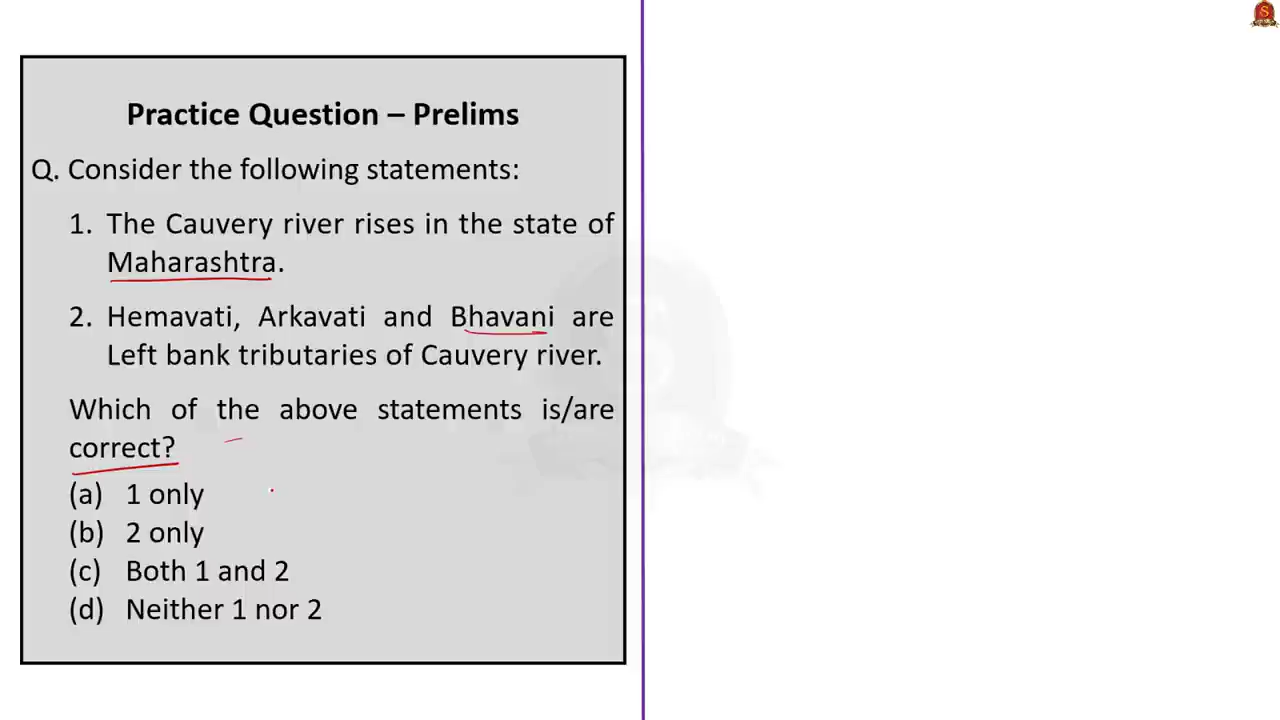 Practice Question – Prelims
Q. Consider the following statements:
1. The Cauvery river rises in the state of
Maharashtra.
2. Hemavati, Arkavati and Bhavani are
Left bank tributaries of Cauvery river.
Which of the above statements is/are
correct?
(a) 1 only
(b) 2 only
(c) Both 1 and 2
(d) Neither 1 nor 2